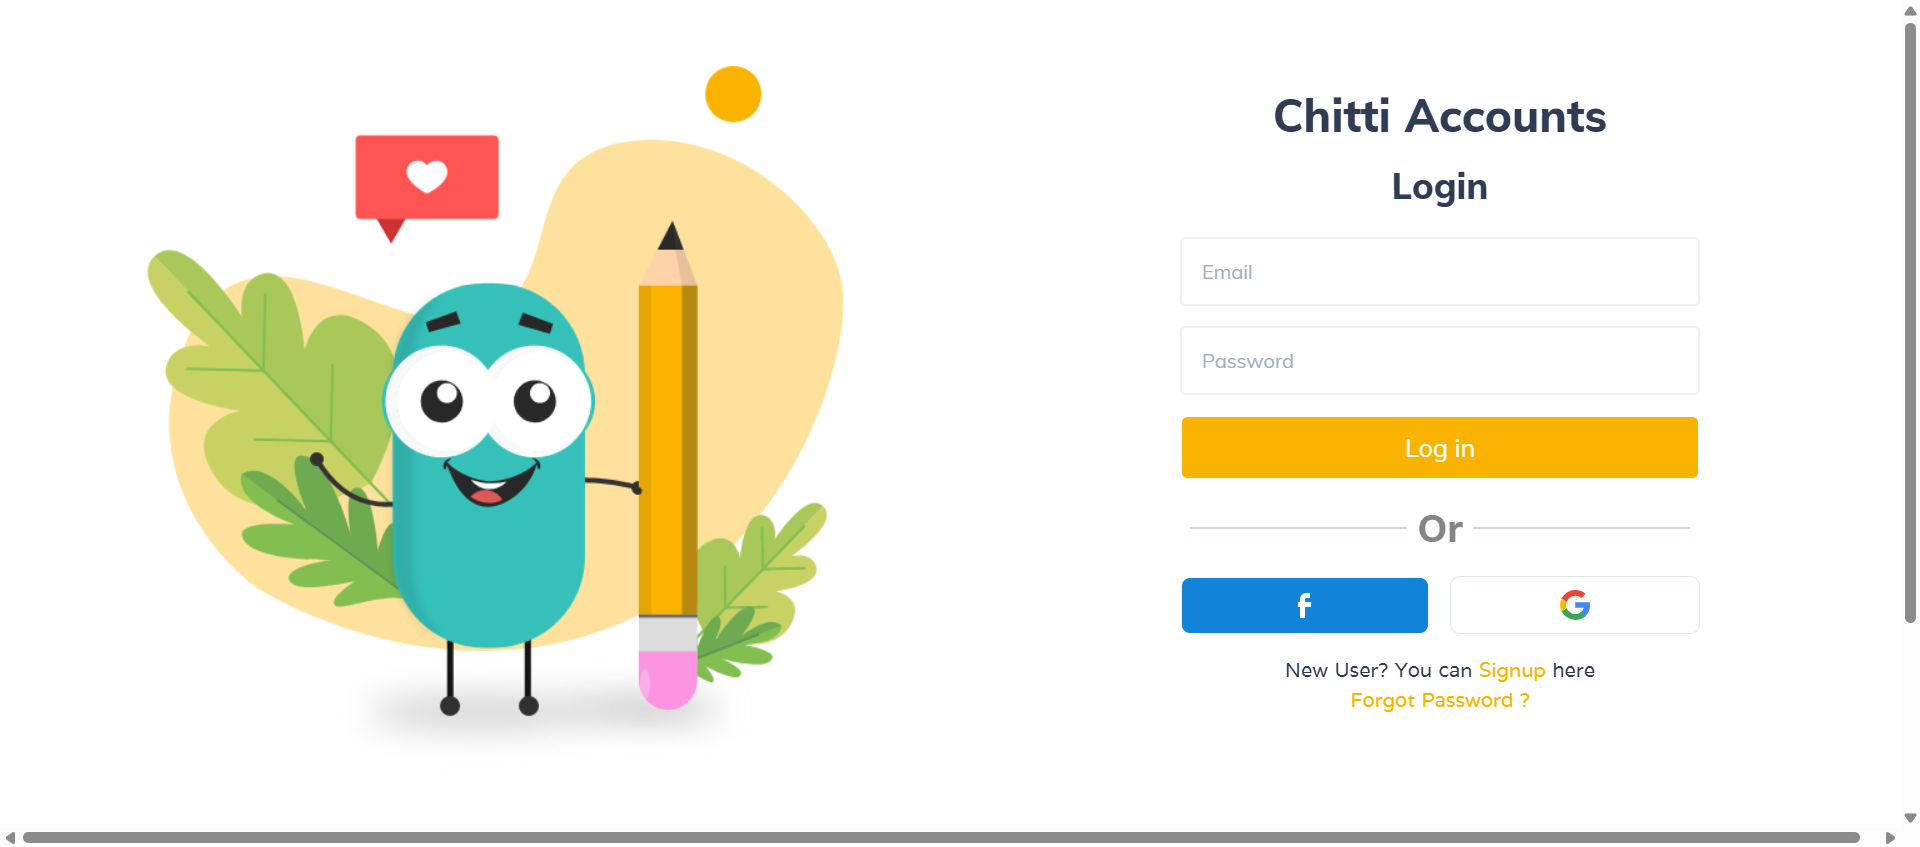 Chitti Accounts
Login
Email
Password
Log in
Or
New User? You can Signup here
Forgot Password ?